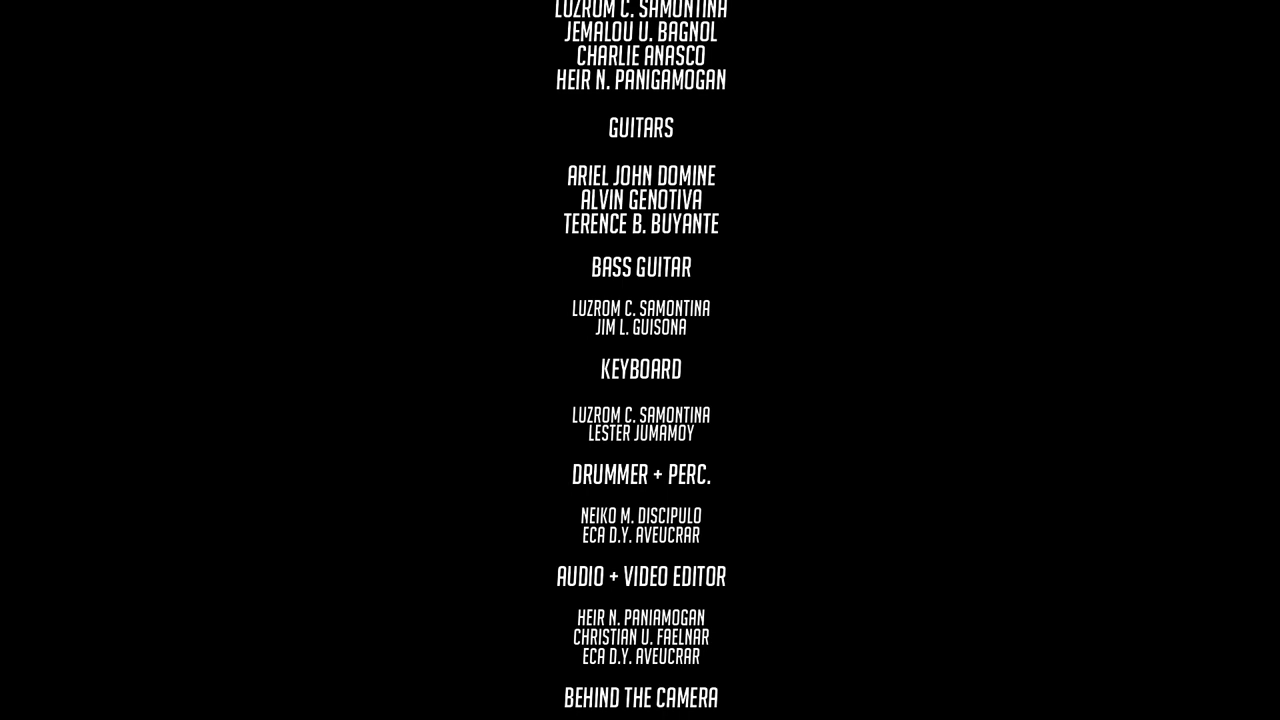 LUZROM C. SAMONTINA
JEMALOU U. BAGNOL
CHARLIE ANASCO
HEIR N. PANIGAMOGAN
GUITARS
ARIEL JOHN DOMINE
ALVIN GENOTIVA
TERENCE B. BUYANTE
BASS GUITAR
LUZROM C. SAMONTINA
JIM L. GUISONA
KEYBOARD
LUZROM C. SAMONTINA
LESTER JUMAMOY
DRUMMER + PERC.
NEIKO M. DISCIPULO
ECA D.Y. AVEUCRAR
AUDIO + VIDEO EDITOR
HEIR N. PANIAMOGAN
CHRISTIAN U. FAELNAR
ECA D.Y. AVEUCRAR
BEHIND THE CAMERA